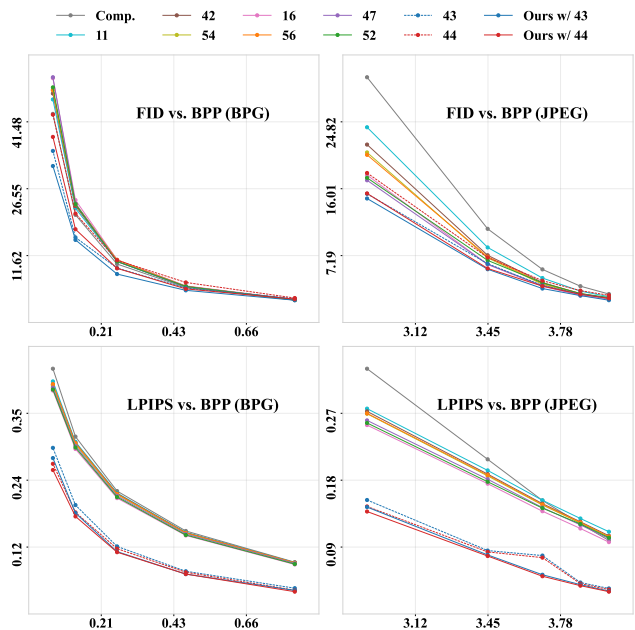 Comp. 42 16 47 43 Ours w/ 43
11 54 56 52 44 Ours w/ 44
FID vs. BPP (BPG)
41.48
26.55
11.62
0.21 0.43 0.66
FID vs. BPP (JPEG)
24.82
16.01
7.19
3.12 3.45 3.78
LPIPS vs. BPP (BPG)
0.35
0.24
0.12
0.21 0.43 0.66
LPIPS vs. BPP (JPEG)
0.27
0.18
0.09
3.12 3.45 3.78